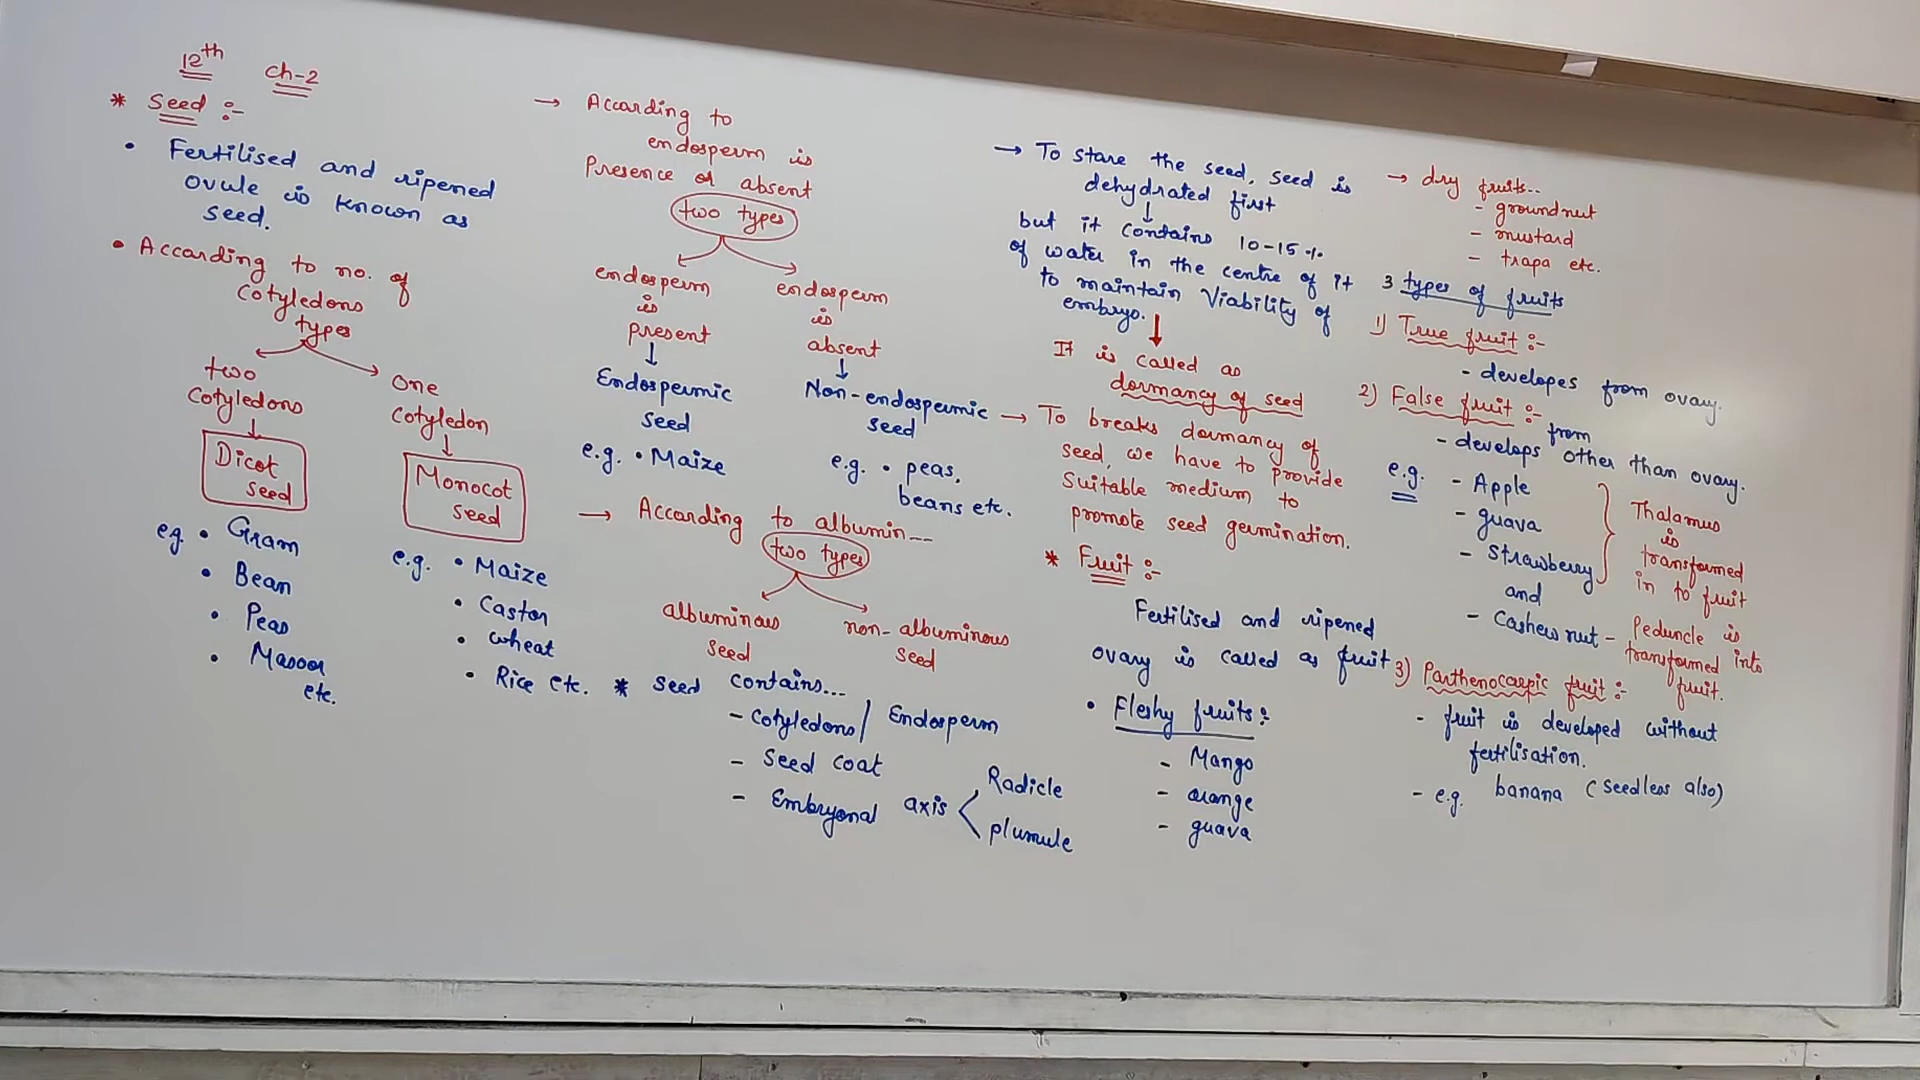 12th ch-2
* Seed :-
• Fertilised and ripened
ovule is known as
seed.
• According to no. of
cotyledons
types
two
cotyledons
Dicot
seed
eg. • Gram
• Bean
• Peas
• Masoor
etc.
one
cotyledon
Monocot
seed
e.g. • Maize
• Castor
• wheat
• Rice etc.
→ According to
endosperm is
Presence or absent
two types
endosperm
is
present
Endospermic
seed
e.g. • Maize
endosperm
is
absent
Non-endospermic
seed
e.g. • peas,
beans etc.
→ According to albumin--
two types
albuminous
seed
non-albuminous
seed
* Seed contains...
- Cotyledons/ Endosperm
- Seed coat
- Embryonal axis < Radicle
plumule
→ To store the seed, seed is
dehydrated first
but it contains 10-15%
of water in the centre of it
to maintain Viability of
embryo.
It is called as
dormancy of seed
→ To breaks dormancy of
seed, we have to provide
Suitable medium to
promote seed germination.
* Fruit :-
Fertilised and ripened
ovary is called as fruit
• Fleshy fruits :
- Mango
- orange
- guava
→ dry fruits..
- groundnut
- mustard
- trapa etc.
3 types of fruits
1) True fruit :-
- developes from ovary.
2) False fruit :-
from
- develops other than ovary.
e.g. - Apple
- guava
- Strawberry
and
- Cashew nut -
Thalamus
is
transformed
in to fruit
Peduncle is
transformed into
fruit.
3) Parthenocarpic fruit :-
- fruit is developed without
fertilisation.
- e.g. banana (seedless also)